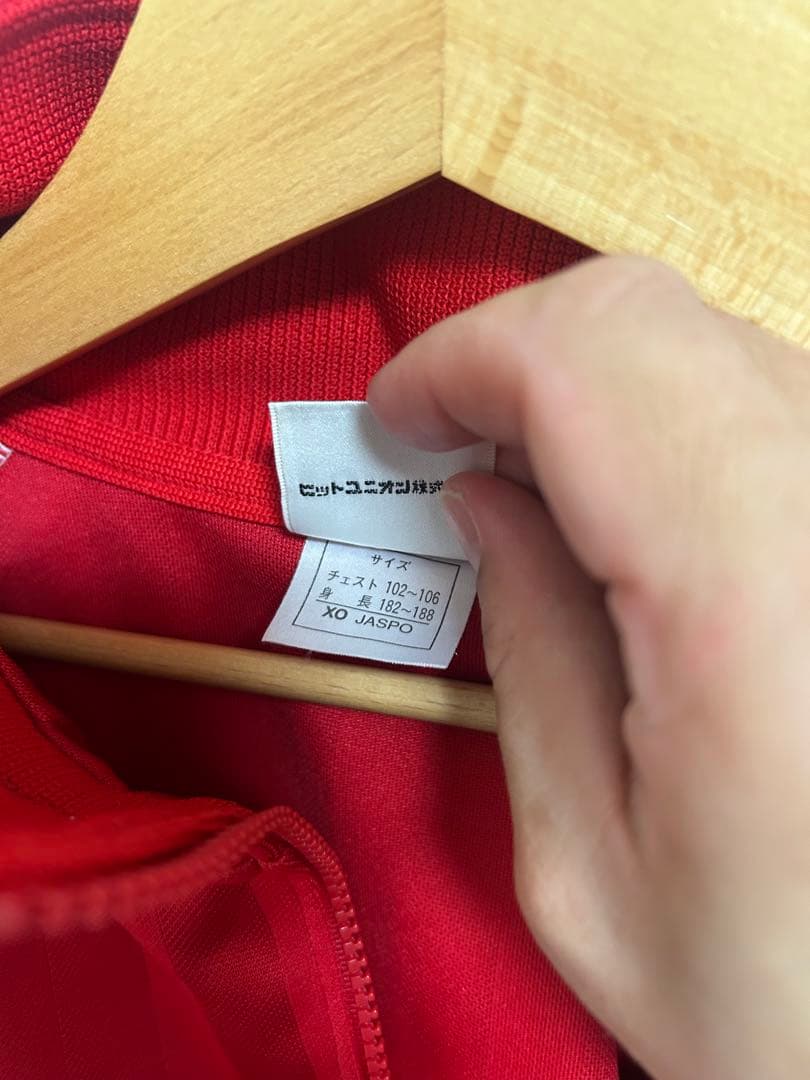 ヒットユニオン株式
サイズ
チェスト 102~106
身 長 182~188
XO JASPO